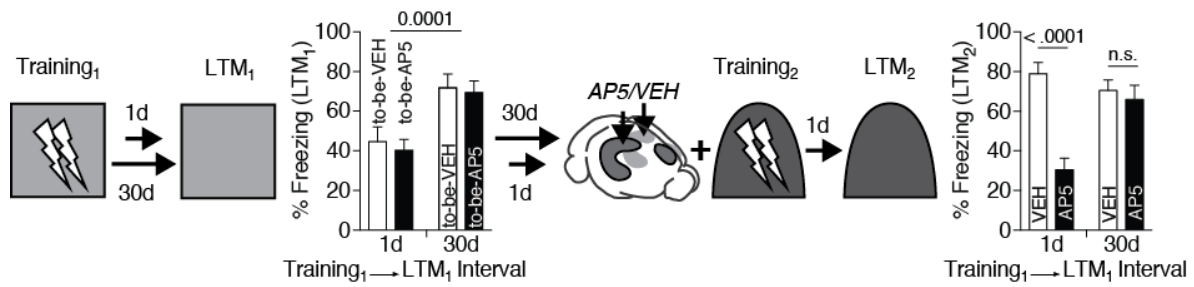 Training1
1d
30d
LTM1
% Freezing (LTM1)
100
80
60
40
20
0
0.0001
to-be-VEH
to-be-AP5
to-be-VEH
to-be-AP5
1d
30d
Training1 → LTM1 Interval
30d
1d
AP5/VEH
+
Training2
1d
LTM2
% Freezing (LTM2)
100
80
60
40
20
0
< .0001
n.s.
VEH
AP5
VEH
AP5
1d
30d
Training1 → LTM1 Interval